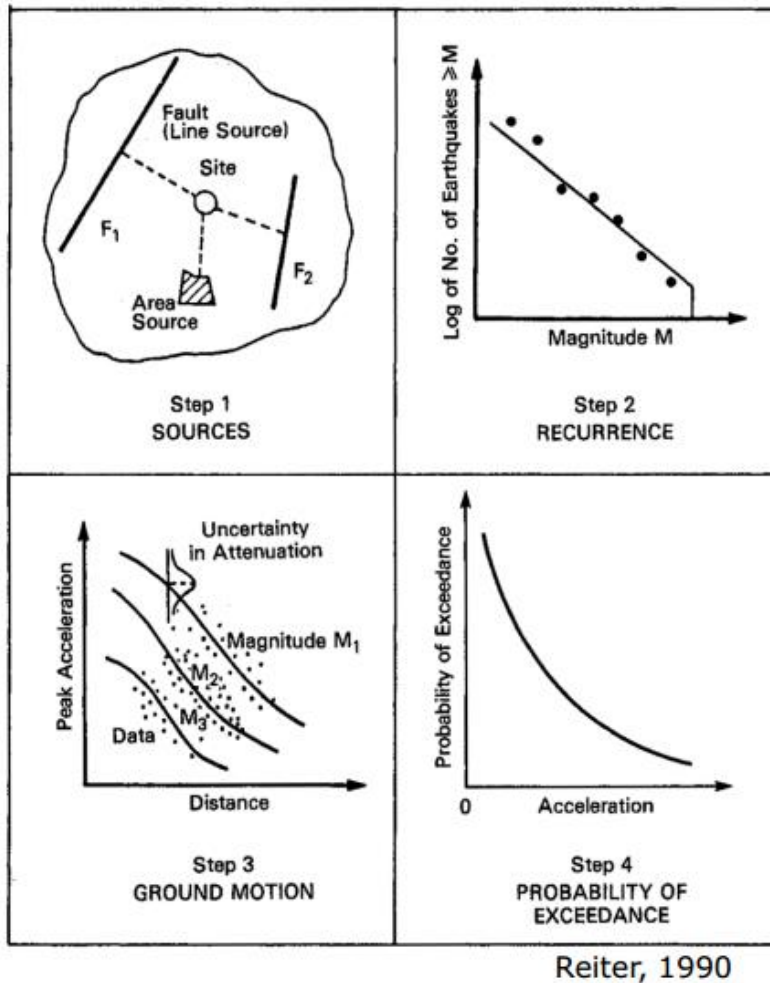 Fault
(Line Source)
Site
F1
F2
Area
Source
Step 1
SOURCES
Log of No. of Earthquakes ⩾ M
Magnitude M
Step 2
RECURRENCE
Uncertainty
in Attenuation
Peak Acceleration
Magnitude M1
M2
M3
Data
Distance
Step 3
GROUND MOTION
Probability of Exceedance
0
Acceleration
Step 4
PROBABILITY OF
EXCEEDANCE
Reiter, 1990